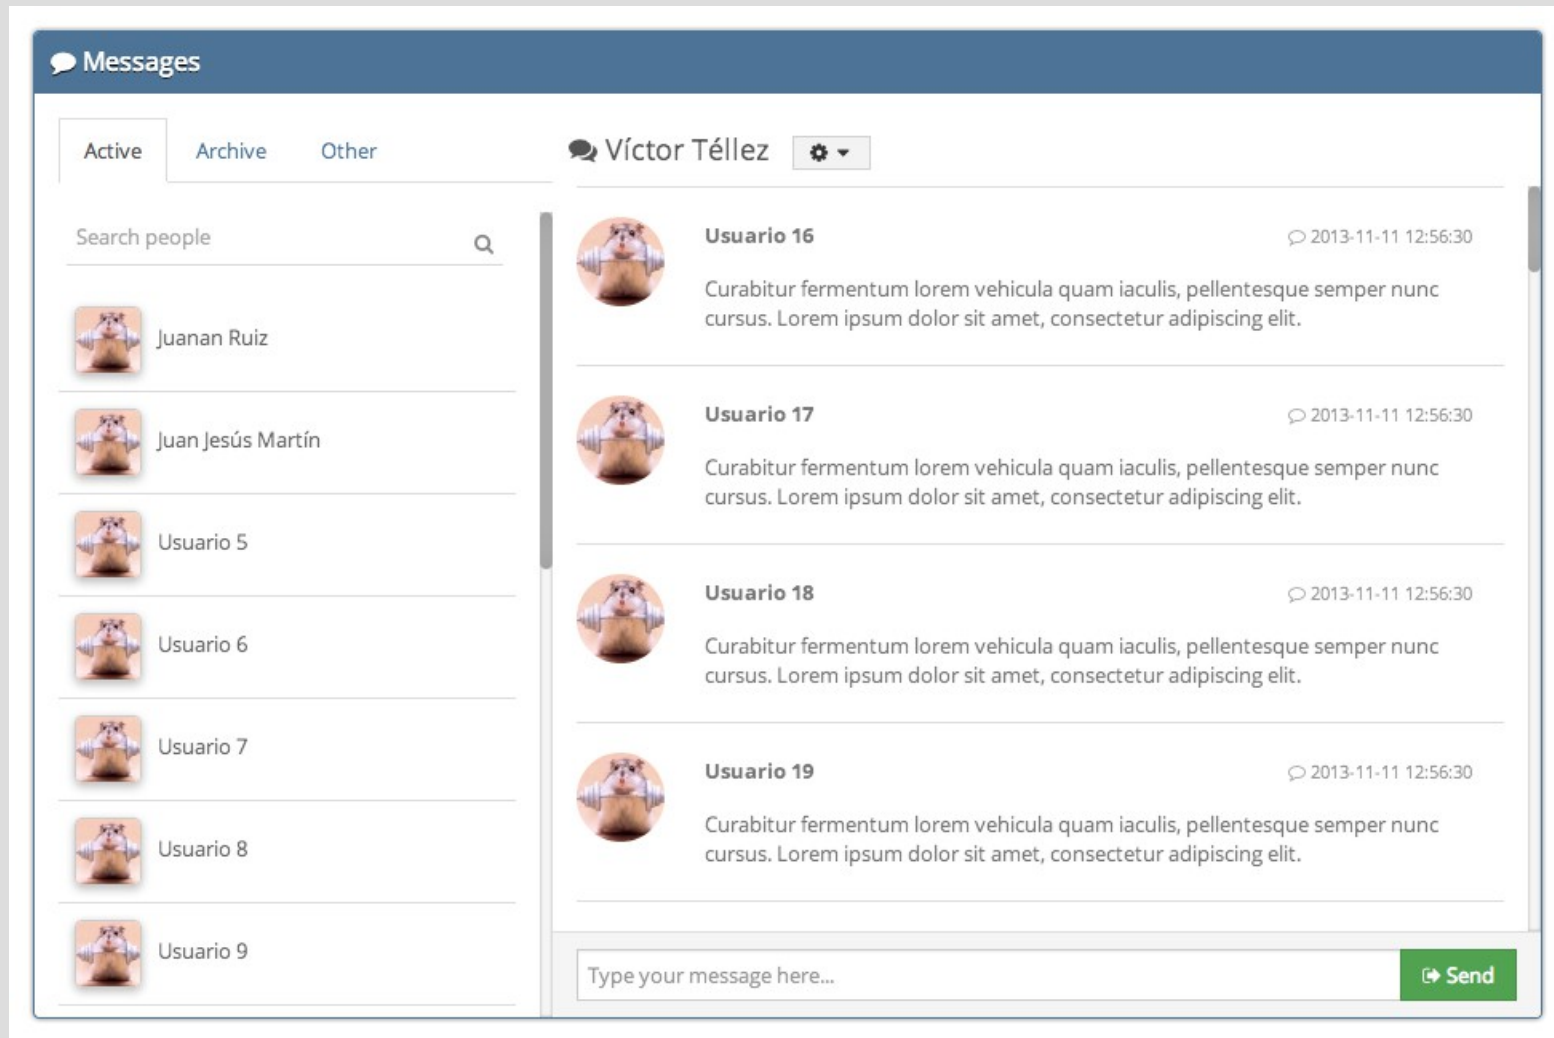 Messages
Active
Archive
Other
Search people
Juanan Ruiz
Juan Jesús Martín
Usuario 5
Usuario 6
Usuario 7
Usuario 8
Usuario 9
Víctor Téllez
Usuario 16
2013-11-11 12:56:30
Curabitur fermentum lorem vehicula quam iaculis, pellentesque semper nunc
cursus. Lorem ipsum dolor sit amet, consectetur adipiscing elit.
Usuario 17
2013-11-11 12:56:30
Curabitur fermentum lorem vehicula quam iaculis, pellentesque semper nunc
cursus. Lorem ipsum dolor sit amet, consectetur adipiscing elit.
Usuario 18
2013-11-11 12:56:30
Curabitur fermentum lorem vehicula quam iaculis, pellentesque semper nunc
cursus. Lorem ipsum dolor sit amet, consectetur adipiscing elit.
Usuario 19
2013-11-11 12:56:30
Curabitur fermentum lorem vehicula quam iaculis, pellentesque semper nunc
cursus. Lorem ipsum dolor sit amet, consectetur adipiscing elit.
Type your message here...
Send